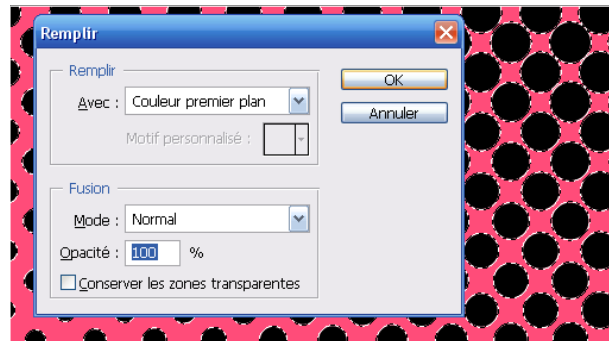 Remplir
Remplir
Avec : Couleur premier plan
Motif personnalisé :
OK
Annuler
Fusion
Mode : Normal
Opacité : 100 %
Conserver les zones transparentes